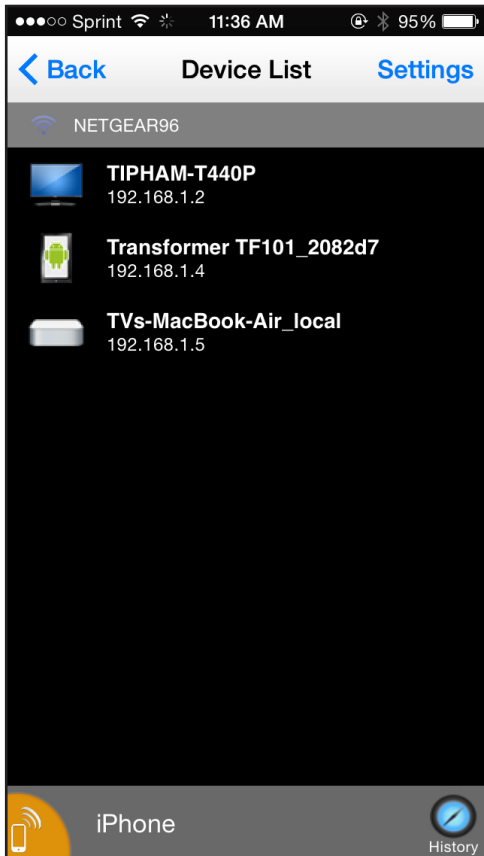 Sprint 11:36 AM 95%
Back Device List Settings
NETGEAR96
TIPHAM-T440P
192.168.1.2
Transformer TF101_2082d7
192.168.1.4
TVs-MacBook-Air_local
192.168.1.5
iPhone
History